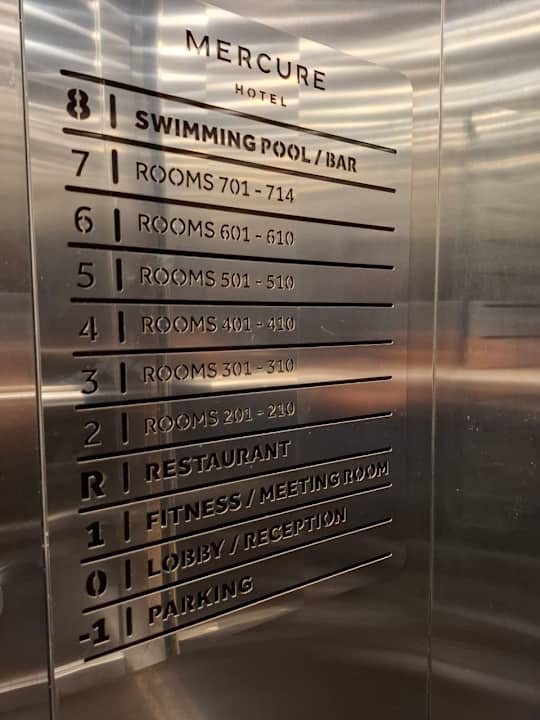 MERCURE
HOTEL
8 | SWIMMING POOL / BAR
7 | ROOMS 701 - 714
6 | ROOMS 601 - 610
5 | ROOMS 501 - 510
4 | ROOMS 401 - 410
3 | ROOMS 301 - 310
2 | ROOMS 201 - 210
R | RESTAURANT
1 | FITNESS / MEETING ROOM
0 | LOBBY / RECEPTION
-1 | PARKING